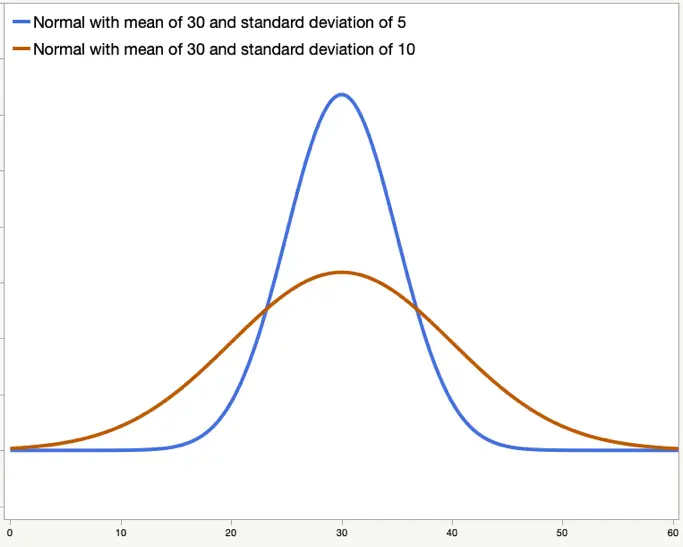 Normal with mean of 30 and standard deviation of 5
Normal with mean of 30 and standard deviation of 10
0 10 20 30 40 50 60